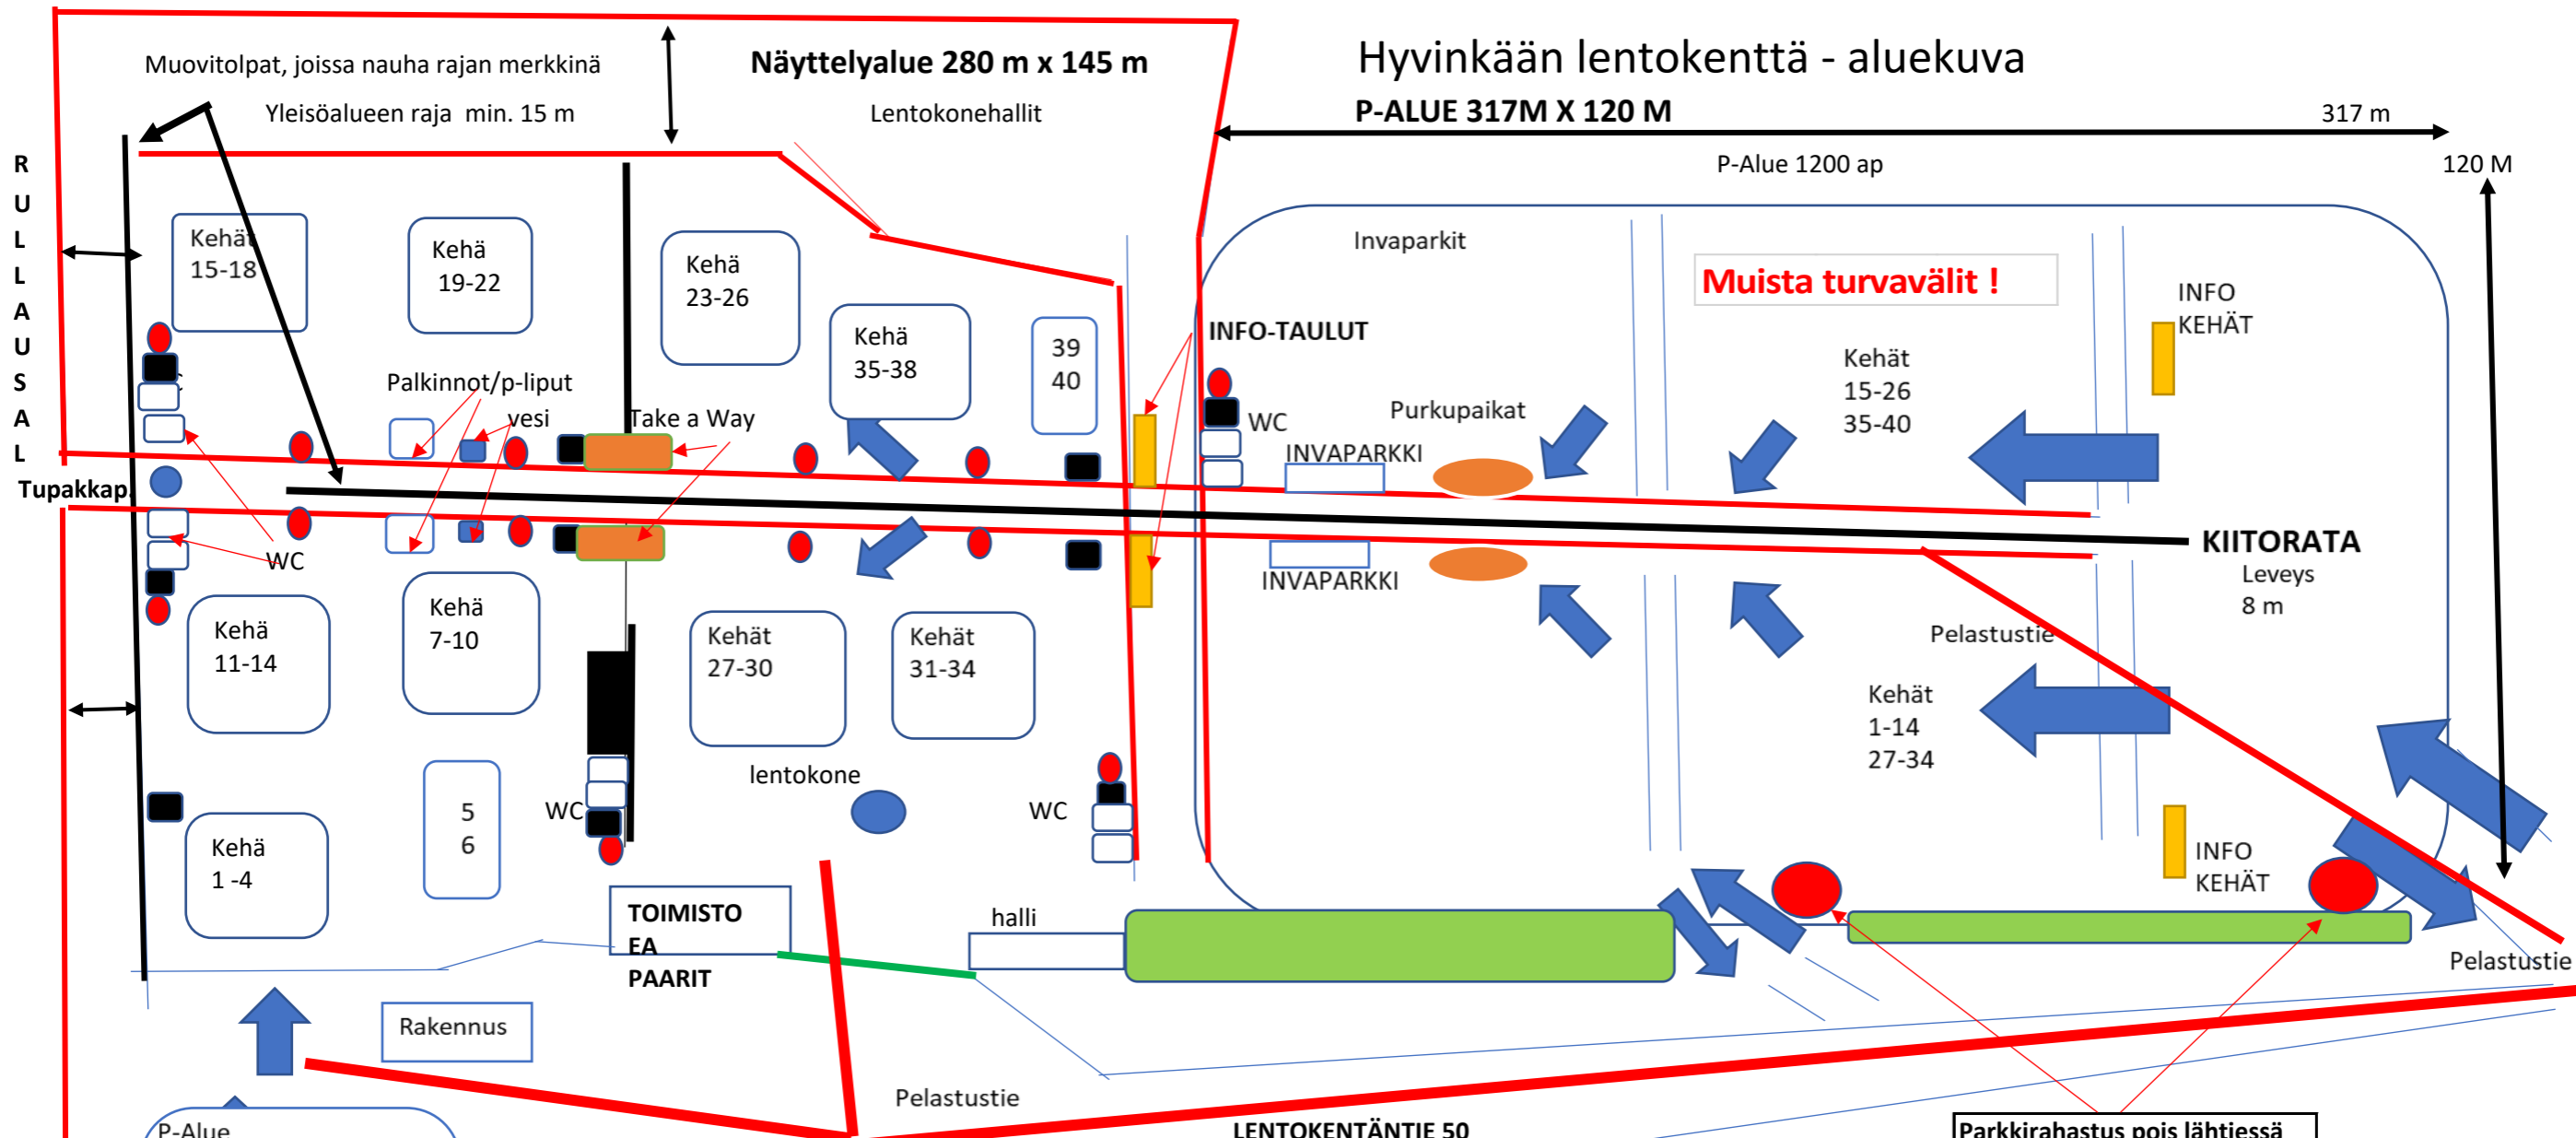 Hyvinkään lentokenttä - aluekuva
Muovitolpat, joissa nauha rajan merkkinä
Näyttelyalue 280 m x 145 m
Yleisöalueen raja min. 15 m
Lentokonehallit
P-ALUE 317M X 120 M
317 m
P-Alue 1200 ap
120 M
R
U
L
L
A
U
S
A
L
Kehät
15-18
Kehä
19-22
Kehä
23-26
Kehä
35-38
39
40
Invaparkit
Muista turvavälit !
INFO
KEHÄT
INFO-TAULUT
Kehät
15-26
35-40
Palkinnot/p-liput
vesi
Take a Way
WC
Purkupaikat
INVAPARKKI
Tupakkap.
WC
INVAPARKKI
KIITORATA
Leveys
8 m
Kehä
11-14
Kehä
7-10
Kehät
27-30
Kehät
31-34
Pelastustie
Kehät
1-14
27-34
lentokone
5
6
WC
WC
Kehä
1 -4
INFO
KEHÄT
TOIMISTO
EA
PAARIT
halli
Pelastustie
Rakennus
Pelastustie
P-Alue
LENTOKENTÄNTIE 50
Parkkirahastus pois lähtiessä